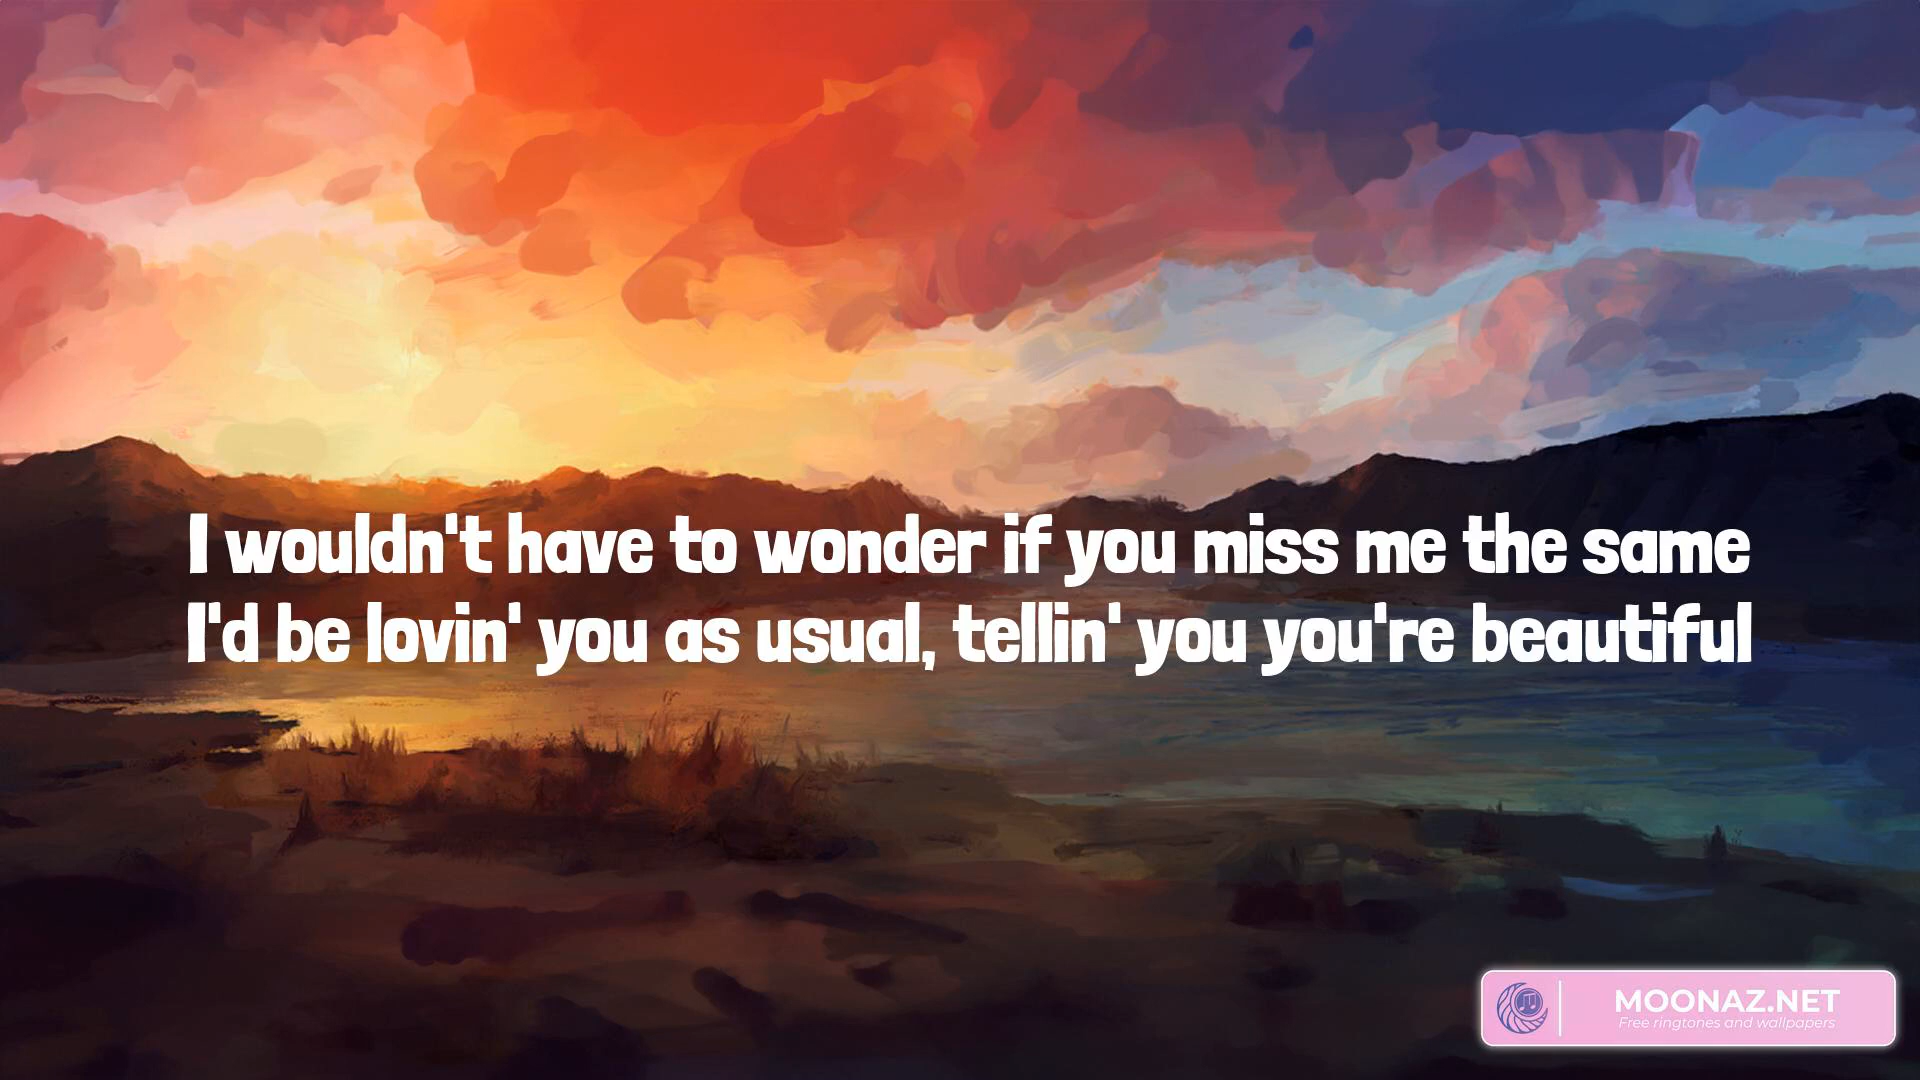 I wouldn't have to wonder if you miss me the same
I'd be lovin' you as usual, tellin' you you're beautiful
MOONAZ.NET
Free ringtones and wallpapers